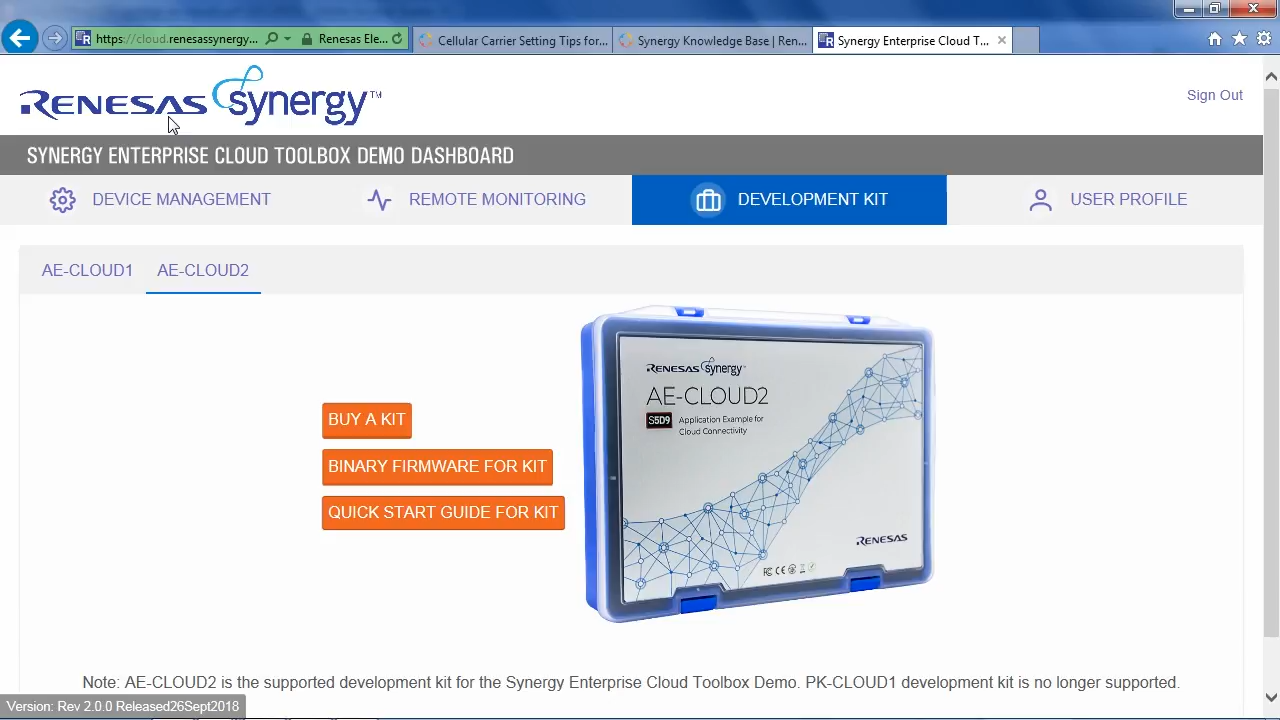 https://cloud.renesassynergy...
Renesas Ele...
Cellular Carrier Setting Tips for...
Synergy Knowledge Base | Ren...
Synergy Enterprise Cloud T...
RENESAS synergy™
Sign Out
SYNERGY ENTERPRISE CLOUD TOOLBOX DEMO DASHBOARD
DEVICE MANAGEMENT
REMOTE MONITORING
DEVELOPMENT KIT
USER PROFILE
AE-CLOUD1
AE-CLOUD2
BUY A KIT
BINARY FIRMWARE FOR KIT
QUICK START GUIDE FOR KIT
RENESAS synergy™
AE-CLOUD2
S5D9
Application Example for
Cloud Connectivity
RENESAS
FC CE
Note: AE-CLOUD2 is the supported development kit for the Synergy Enterprise Cloud Toolbox Demo. PK-CLOUD1 development kit is no longer supported.
Version: Rev 2.0.0 Released26Sept2018